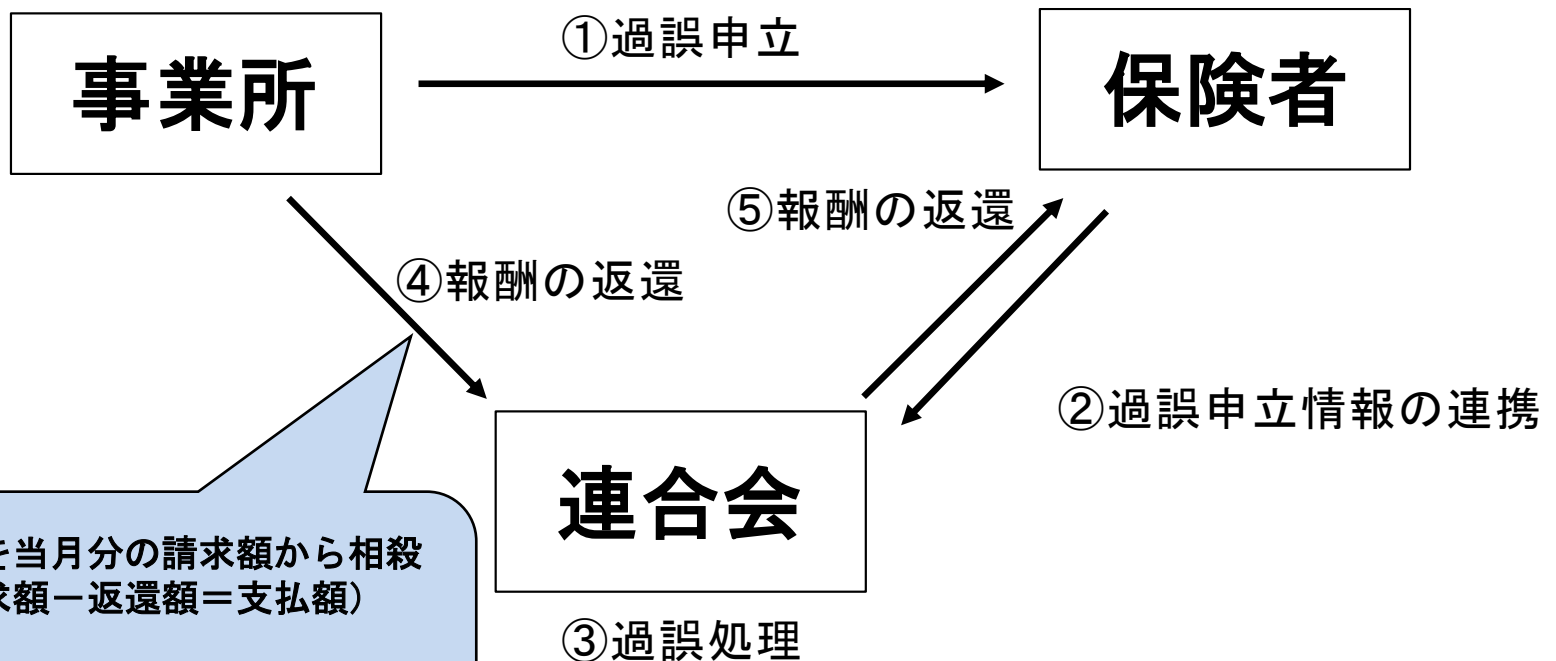 ①過誤申立
事業所
保険者
⑤報酬の返還
④報酬の返還
②過誤申立情報の連携
連合会
当月分の請求額から相殺
額－返還額＝支払額）
③過誤処理